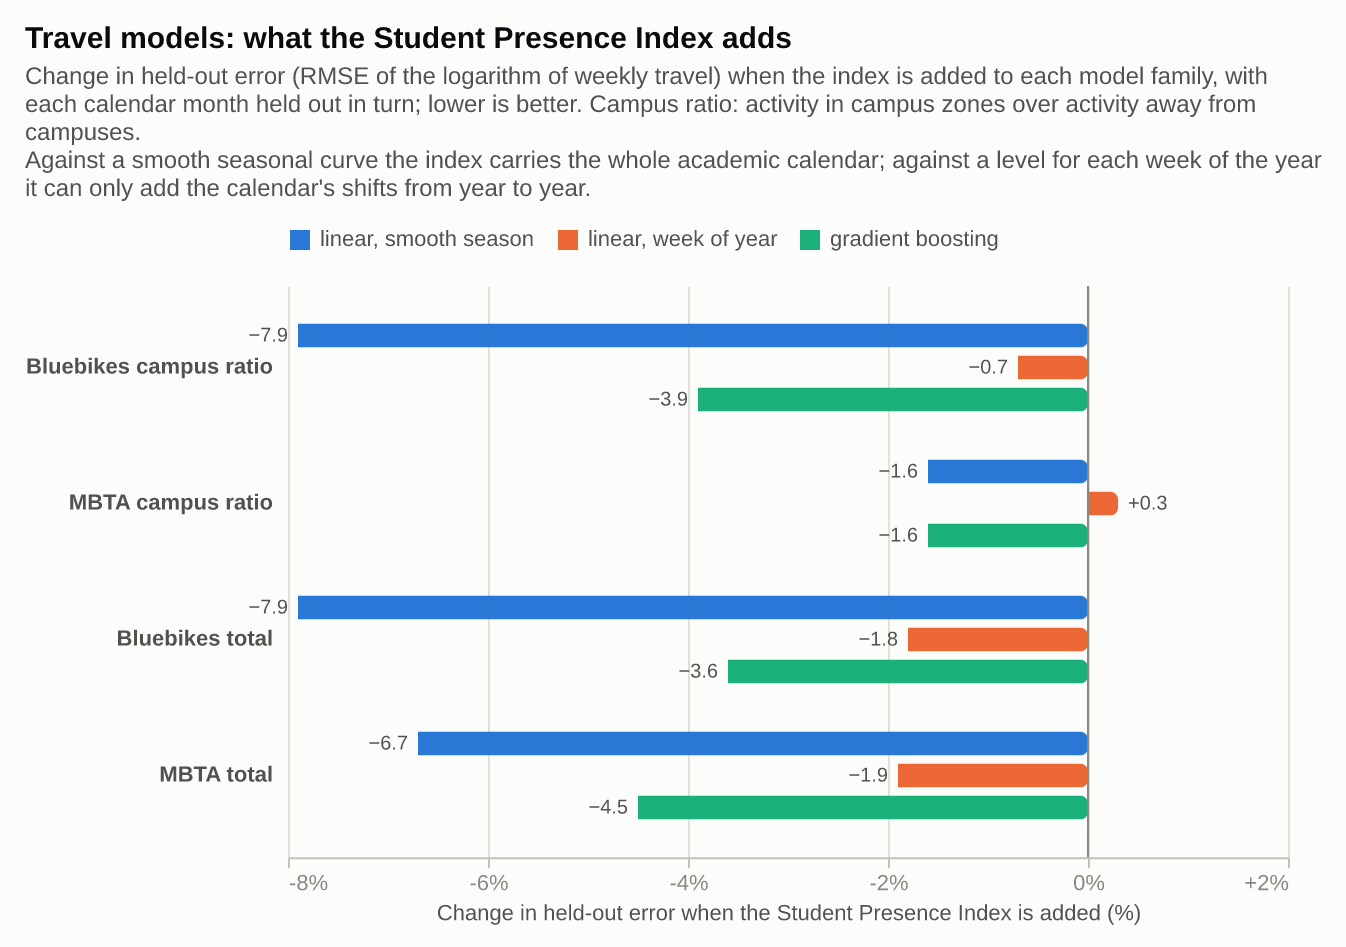 Travel models: what the Student Presence Index adds
Change in held-out error (RMSE of the logarithm of weekly travel) when the index is added to each model family, with
each calendar month held out in turn; lower is better. Campus ratio: activity in campus zones over activity away from
campuses.
Against a smooth seasonal curve the index carries the whole academic calendar; against a level for each week of the year
it can only add the calendar's shifts from year to year.
linear, smooth season
linear, week of year
gradient boosting
−7.9
Bluebikes campus ratio
−0.7
−3.9
−1.6
MBTA campus ratio
+0.3
−1.6
−7.9
Bluebikes total
−1.8
−3.6
−6.7
MBTA total
−1.9
−4.5
-8%
-6%
-4%
-2%
0%
+2%
Change in held-out error when the Student Presence Index is added (%)